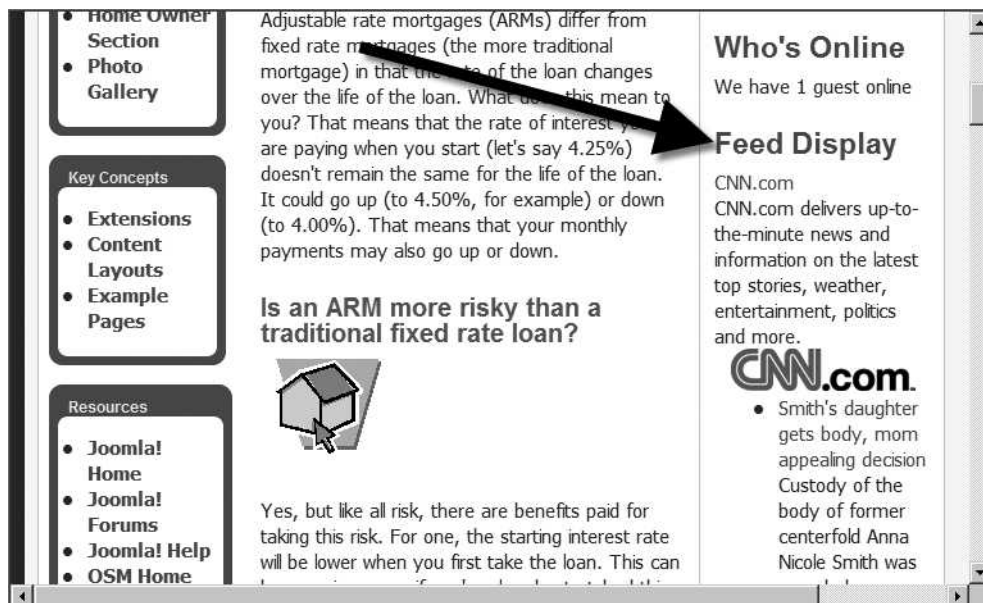 Home Owner
Section
Photo
Gallery
Key Concepts
Extensions
Content
Layouts
Example
Pages
Resources
Joomla!
Home
Joomla!
Forums
Joomla! Help
OSM Home
Adjustable rate mortgages (ARMs) differ from
fixed rate mortgages (the more traditional
mortgage) in that the rate of the loan changes
over the life of the loan. What does this mean to
you? That means that the rate of interest you
are paying when you start (let's say 4.25%)
doesn't remain the same for the life of the loan.
It could go up (to 4.50%, for example) or down
(to 4.00%). That means that your monthly
payments may also go up or down.
Is an ARM more risky than a
traditional fixed rate loan?
Yes, but like all risk, there are benefits paid for
taking this risk. For one, the starting interest rate
will be lower when you first take the loan. This can
Who's Online
We have 1 guest online
Feed Display
CNN.com
CNN.com delivers up-to-
the-minute news and
information on the latest
top stories, weather,
entertainment, politics
and more.
CNN.com.
Smith's daughter
gets body, mom
appealing decision
Custody of the
body of former
centerfold Anna
Nicole Smith was